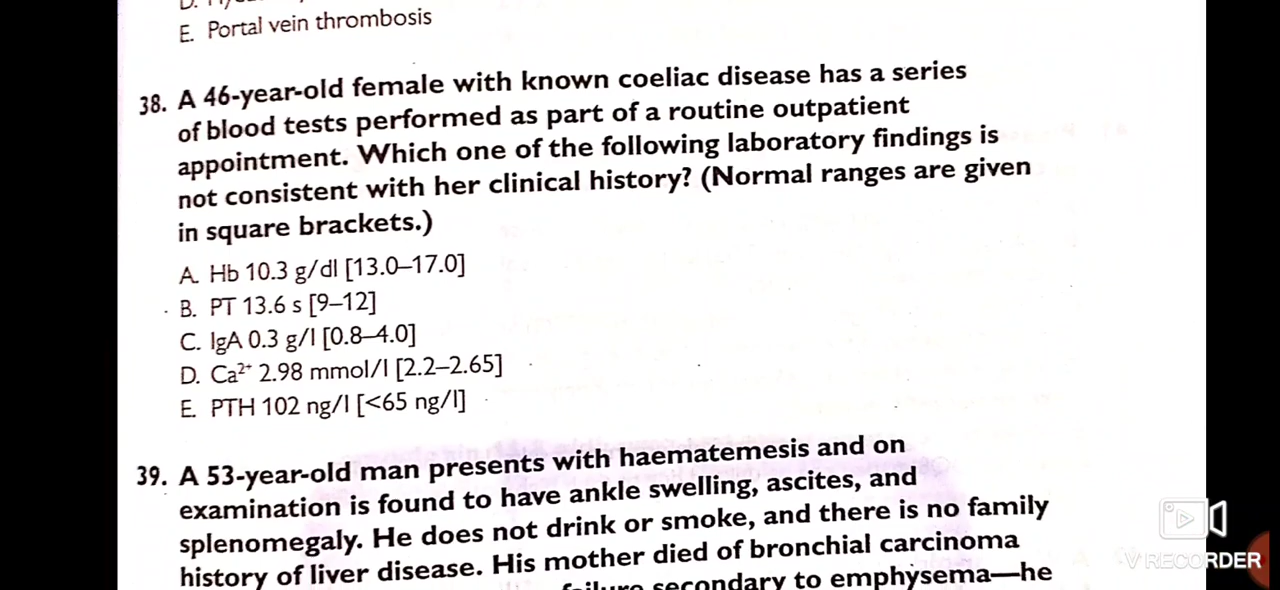 E. Portal vein thrombosis
38. A 46-year-old female with known coeliac disease has a series
of blood tests performed as part of a routine outpatient
appointment. Which one of the following laboratory findings is
not consistent with her clinical history? (Normal ranges are given
in square brackets.)
A. Hb 10.3 g/dl [13.0–17.0]
B. PT 13.6 s [9–12]
C. IgA 0.3 g/l [0.8–4.0]
D. Ca²⁺ 2.98 mmol/l [2.2–2.65]
E. PTH 102 ng/l [<65 ng/l]
39. A 53-year-old man presents with haematemesis and on
examination is found to have ankle swelling, ascites, and
splenomegaly. He does not drink or smoke, and there is no family
history of liver disease. His mother died of bronchial carcinoma
secondary to emphysema—he
V RECORDER